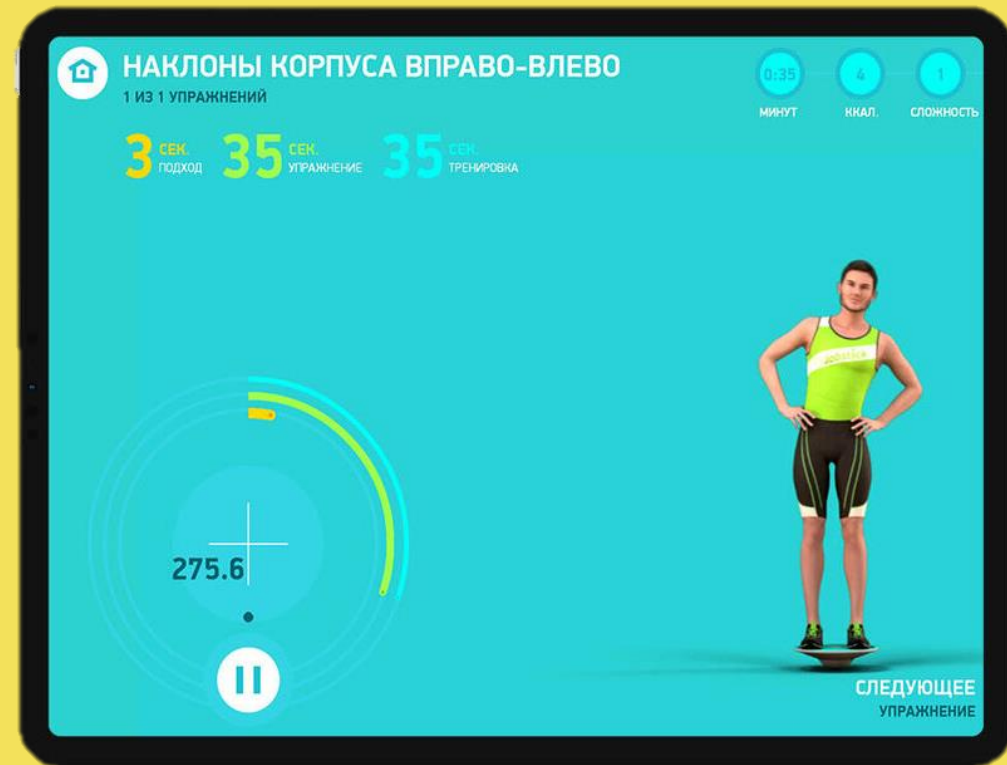 НАКЛОНЫ КОРПУСА ВПРАВО-ВЛЕВО
1 ИЗ 1 УПРАЖНЕНИЙ
0:35
МИНУТ
4
ККАЛ.
1
СЛОЖНОСТЬ
3 СЕК.
ПОДХОД
35 СЕК.
УПРАЖНЕНИЕ
35 СЕК.
ТРЕНИРОВКА
275.6
СЛЕДУЮЩЕЕ
УПРАЖНЕНИЕ